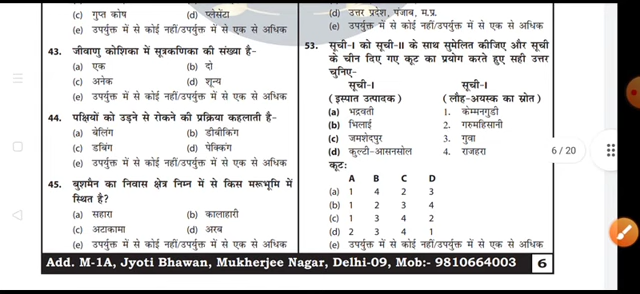 (c) गुप्त कोष (d) प्लेसेंटा
(e) उपर्युक्त में से कोई नहीं/उपर्युक्त में से एक से अधिक
43. जीवाणु कोशिका में सूत्रकणिका की संख्या है-
(a) एक (b) दो
(c) अनेक (d) शून्य
(e) उपर्युक्त में से कोई नहीं/उपर्युक्त में से एक से अधिक
44. पक्षियों को उड़ने से रोकने की प्रक्रिया कहलाती है-
(a) बेलिंग (b) डीबीकिंग
(c) डबिंग (d) पेक्किंग
(e) उपर्युक्त में से कोई नहीं/उपर्युक्त में से एक से अधिक
45. बुशमैन का निवास क्षेत्र निम्न में से किस मरूभूमि में
स्थित है?
(a) सहारा (b) कालाहारी
(c) अटाकामा (d) अरब
(e) उपर्युक्त में से कोई नहीं/उपर्युक्त में से एक से अधिक
(d) उत्तर प्रदेश, पंजाब, म.प्र.
(e) उपर्युक्त में से कोई नहीं/उपर्युक्त में से एक से अधिक
53. सूची-I को सूची-II के साथ सुमेलित कीजिए और सूची
के चीन दिए गए कूट का प्रयोग करते हुए सही उत्तर
चुनिए-
सूची-I सूची-I
(इस्पात उत्पादक) (लौह-अयस्क का स्रोत)
(a) भद्रवती 1. केम्मनगुडी
(b) भिलाई 2. गरुमहिसानी
(c) जमशेदपुर 3. गुवा
(d) कुल्टी-आसनसोल 4. राजहरा
कूट:
A B C D
(a) 1 4 2 3
(b) 1 2 3 4
(c) 1 3 4 2
(d) 2 3 4 1
(e) उपर्युक्त में से कोई नहीं/उपर्युक्त में से एक से अधिक
6 / 20
Add. M-1A, Jyoti Bhawan, Mukherjee Nagar, Delhi-09, Mob:- 9810664003 6